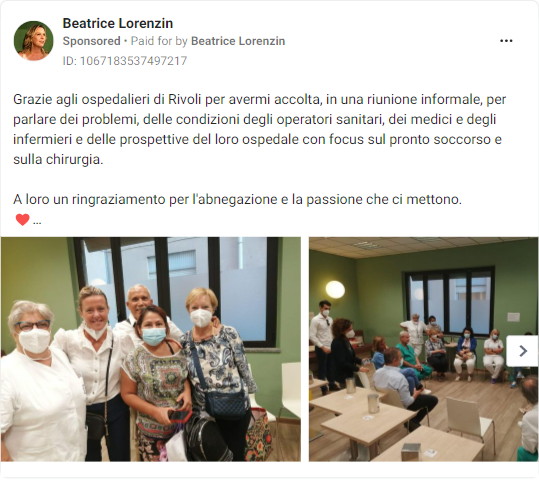 Beatrice Lorenzin
Sponsored • Paid for by Beatrice Lorenzin
ID: 1067183537497217
Grazie agli ospedalieri di Rivoli per avermi accolta, in una riunione informale, per
parlare dei problemi, delle condizioni degli operatori sanitari, dei medici e degli
infermieri e delle prospettive del loro ospedale con focus sul pronto soccorso e
sulla chirurgia.
A loro un ringraziamento per l'abnegazione e la passione che ci mettono.
❤️ ...